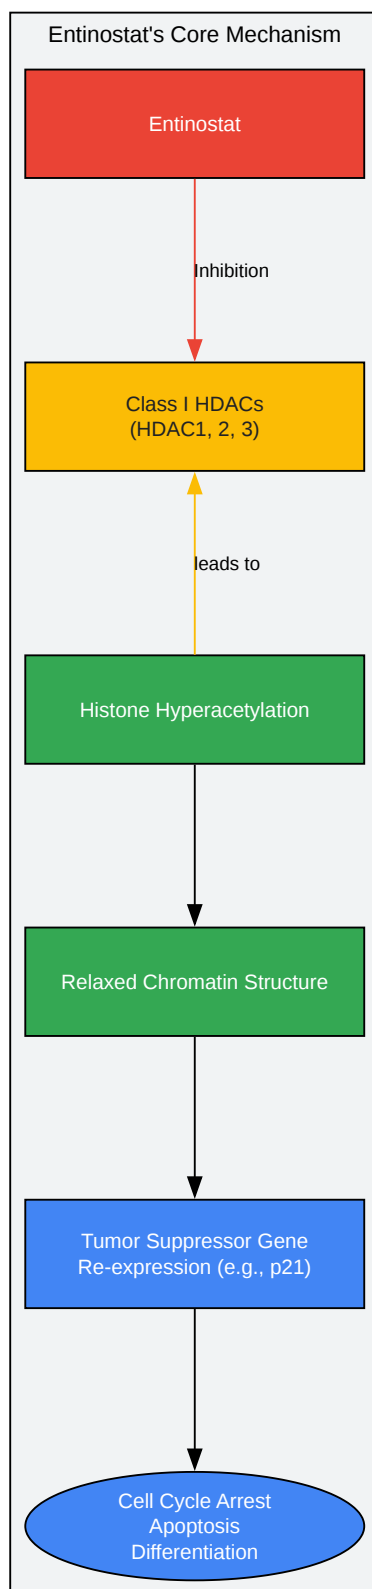 Entinostat's Core Mechanism
Entinostat
Inhibition
Class I HDACs
(HDAC1, 2, 3)
leads to
Histone Hyperacetylation
Relaxed Chromatin Structure
Tumor Suppressor Gene
Re-expression (e.g., p21)
Cell Cycle Arrest
Apoptosis
Differentiation